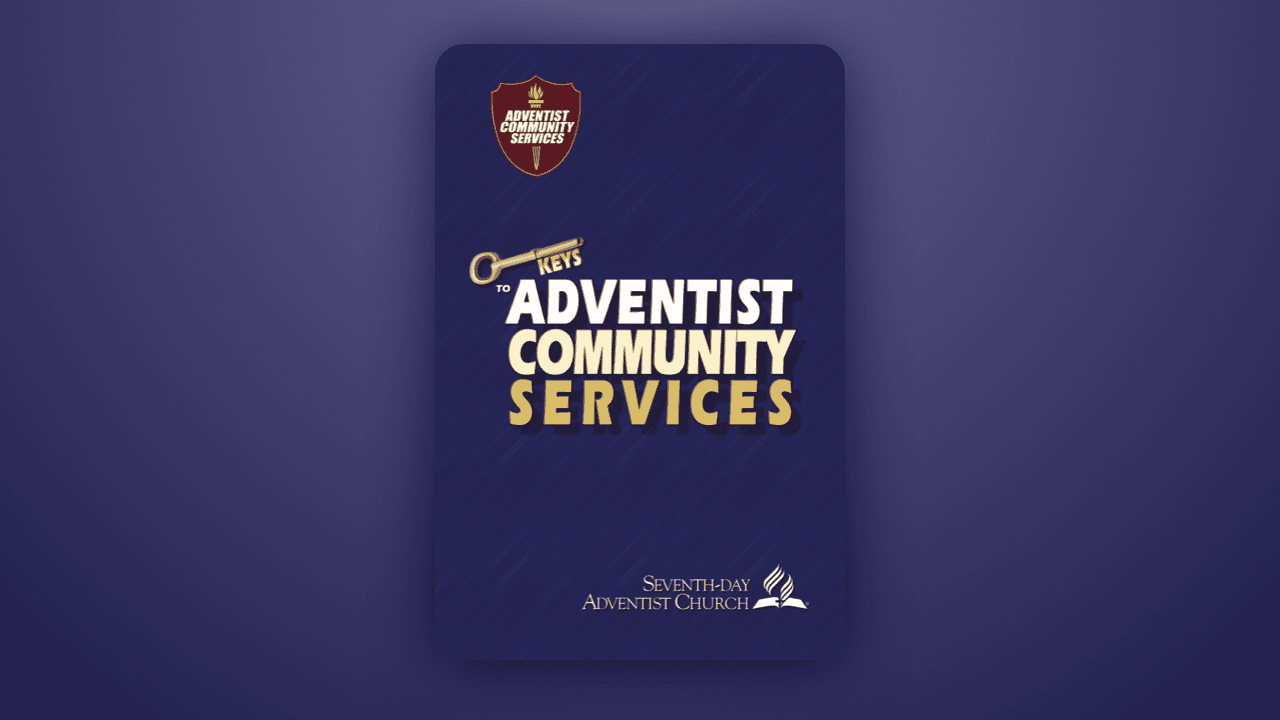 ADVENTIST
COMMUNITY
SERVICES
KEYS
TO ADVENTIST
COMMUNITY
SERVICES
SEVENTH-DAY
ADVENTIST CHURCH